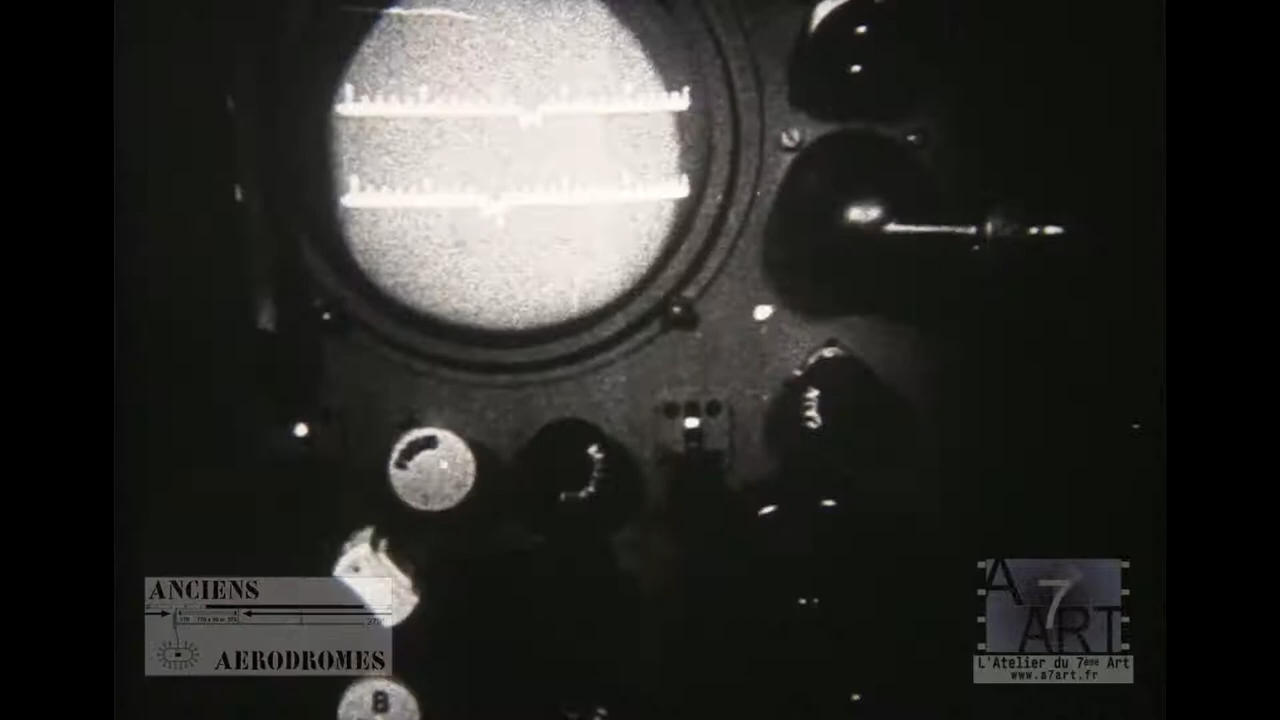 ANCIENS
AERODROMES
B
A
7
ART
L'Atelier du 7ème Art
www.a7art.fr